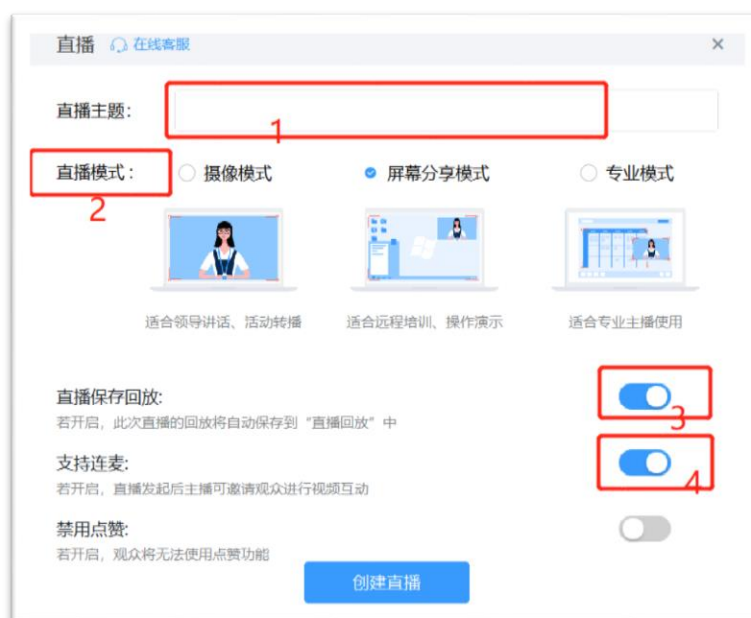 直播 在线客服
直播主题:
1
直播模式: 摄像模式 屏幕分享模式 专业模式
2
适合领导讲话、活动转播 适合远程培训、操作演示 适合专业主播使用
直播保存回放:
3
若开启，此次直播的回放将自动保存到“直播回放”中
支持连麦:
4
若开启，直播发起后主播可邀请观众进行视频互动
禁用点赞:
若开启，观众将无法使用点赞功能
创建直播